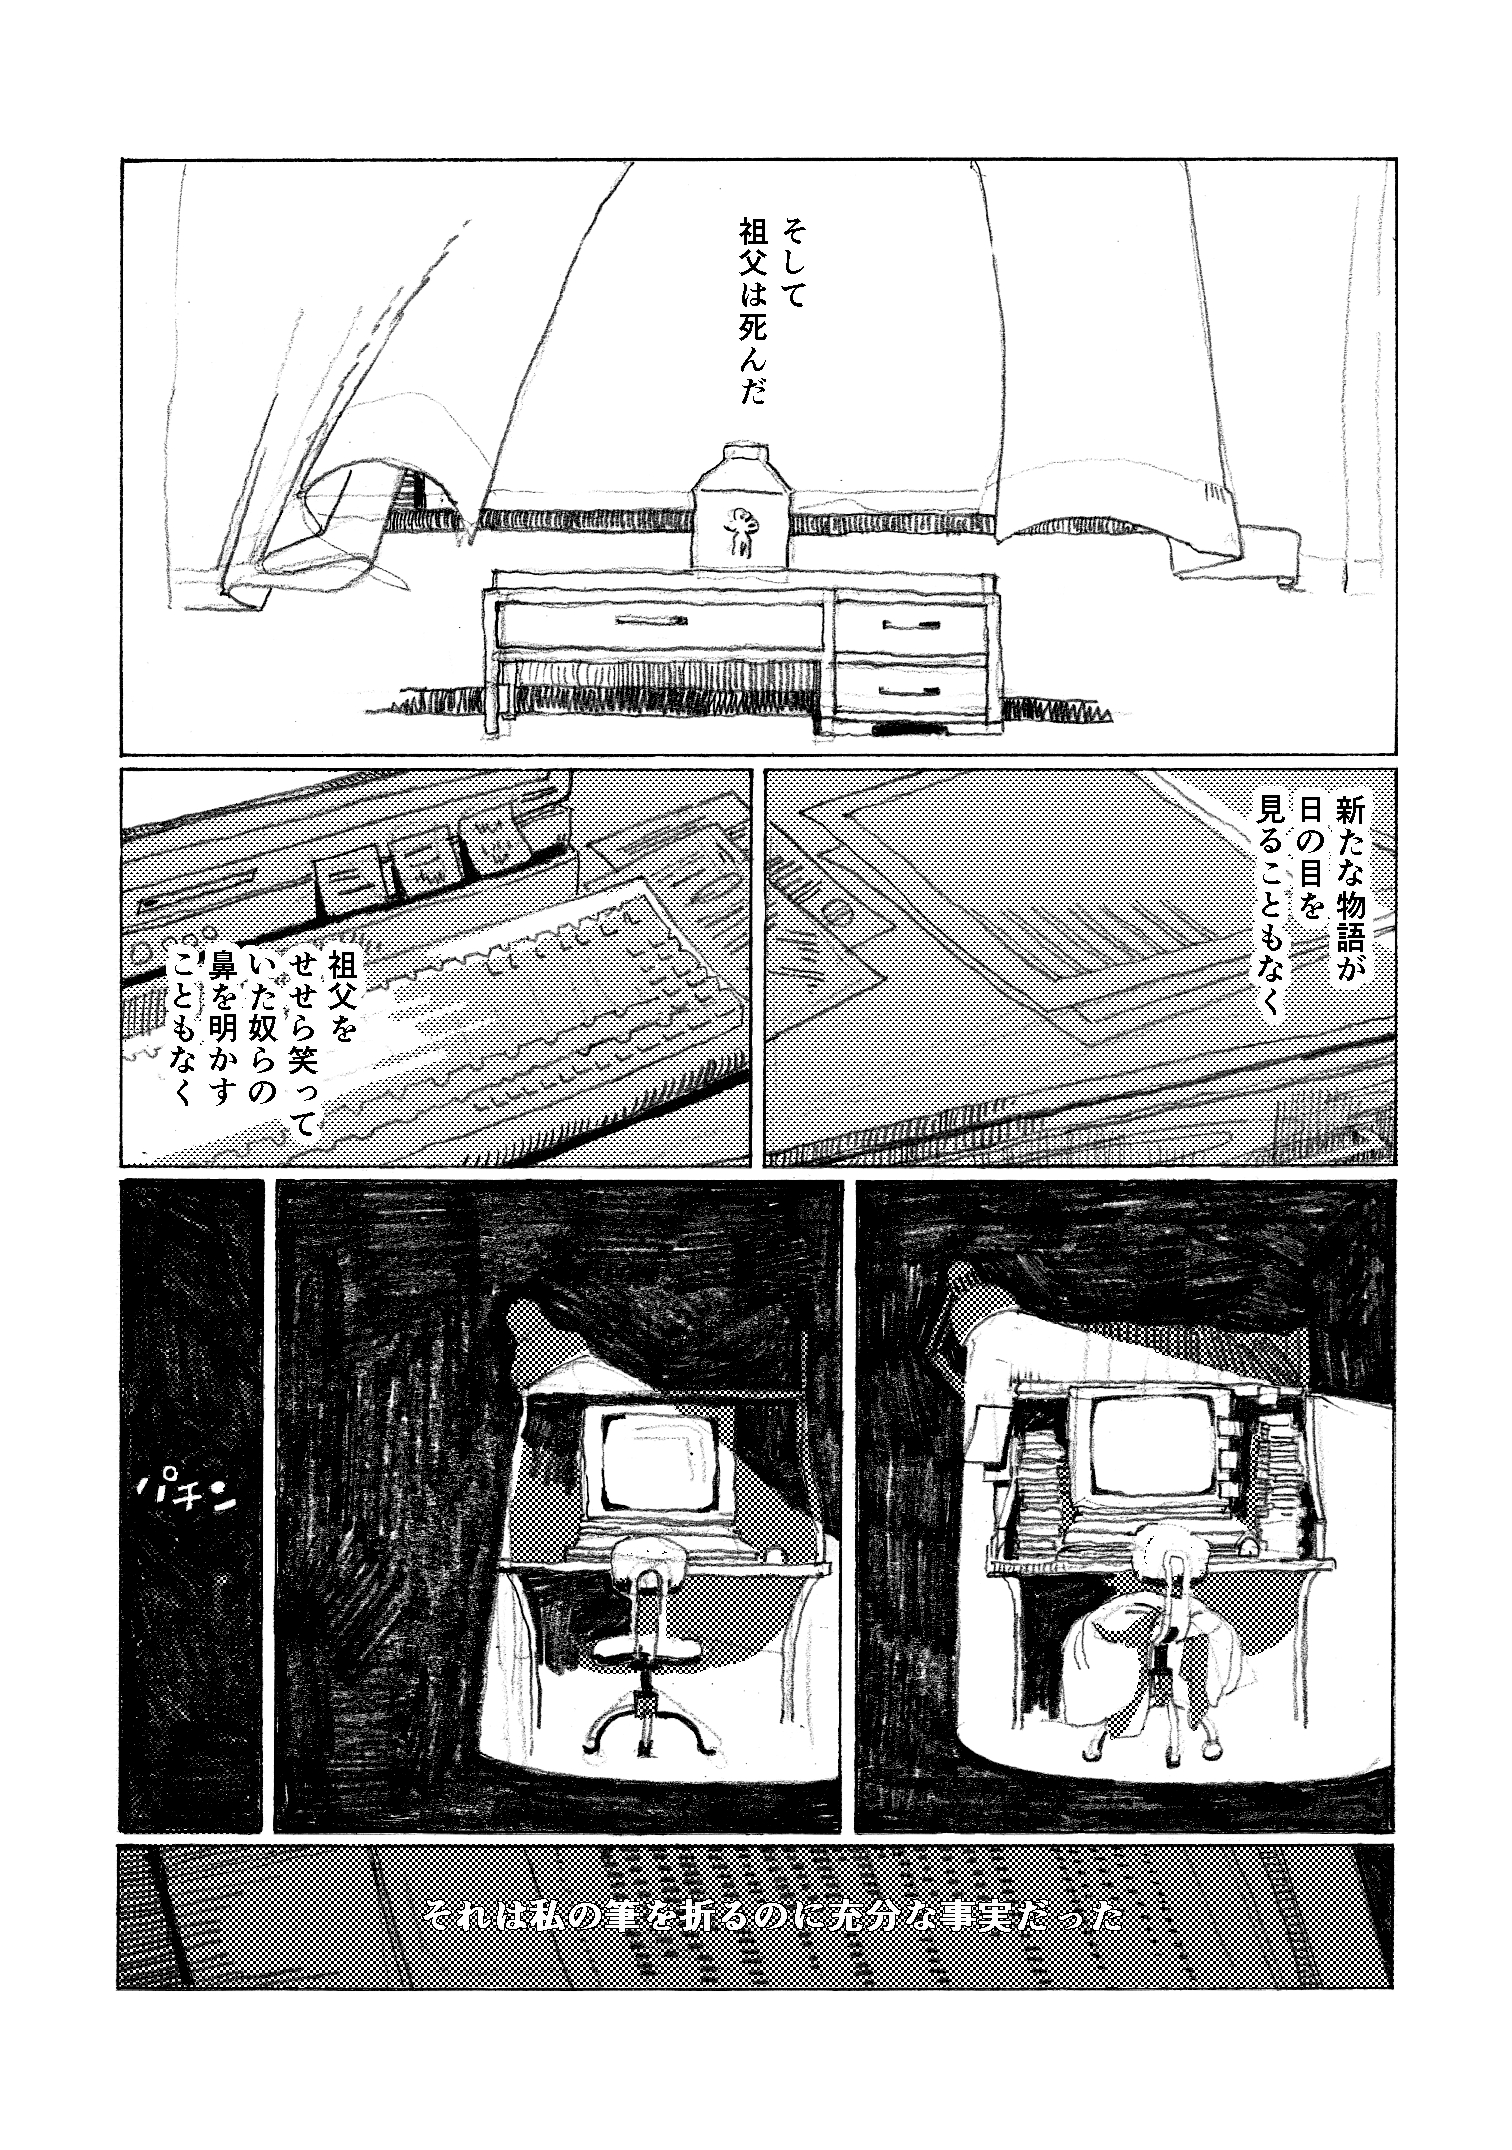 そして
祖父は死んだ
新たな物語が
日の目を
見ることもなく
祖父を
せせら笑って
いた奴らの
鼻を明かす
こともなく
パチン
それは私の筆を折るのに充分な事実だった